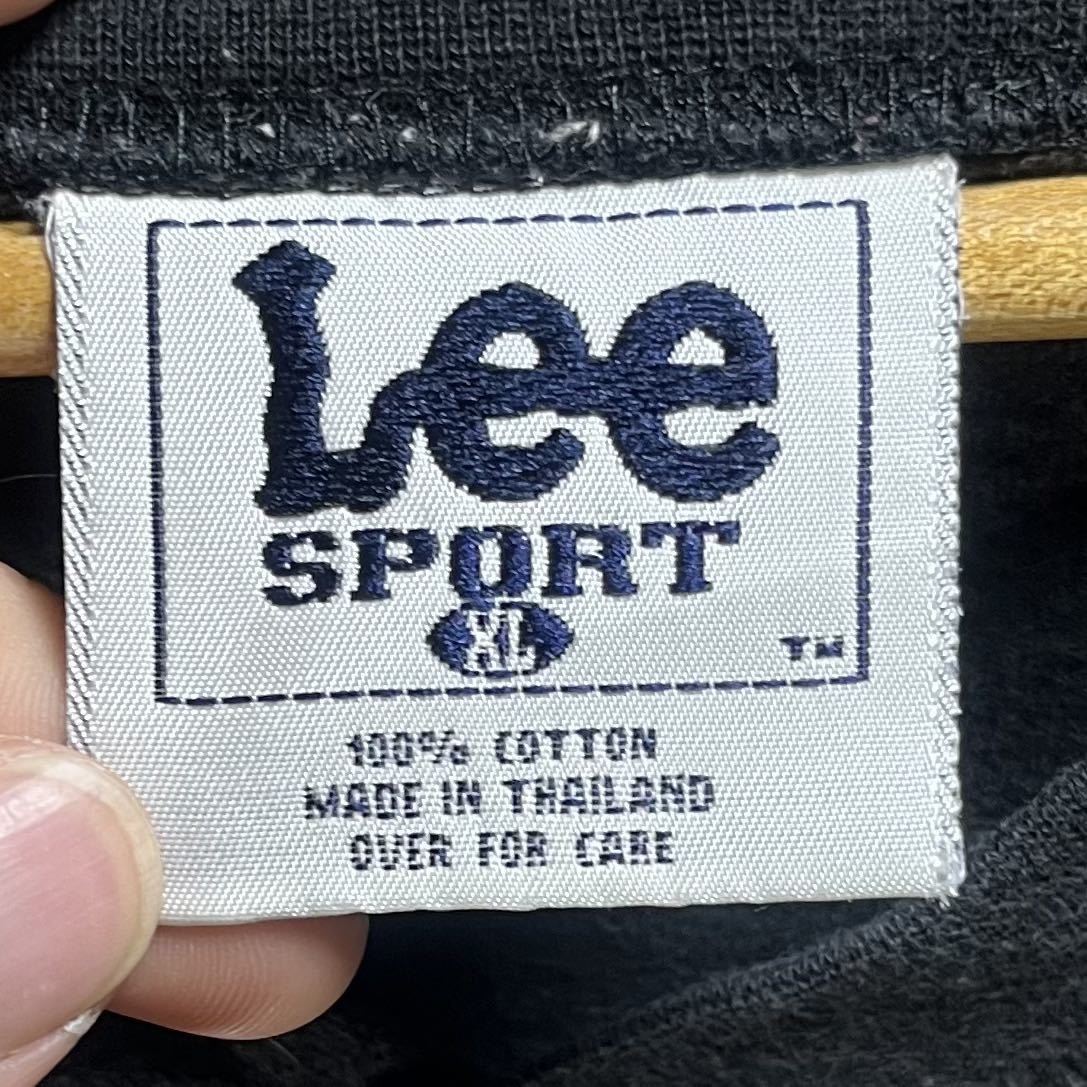 Lee
SPORT
XL
TM
100% COTTON
MADE IN THAILAND
OVER FOR CARE